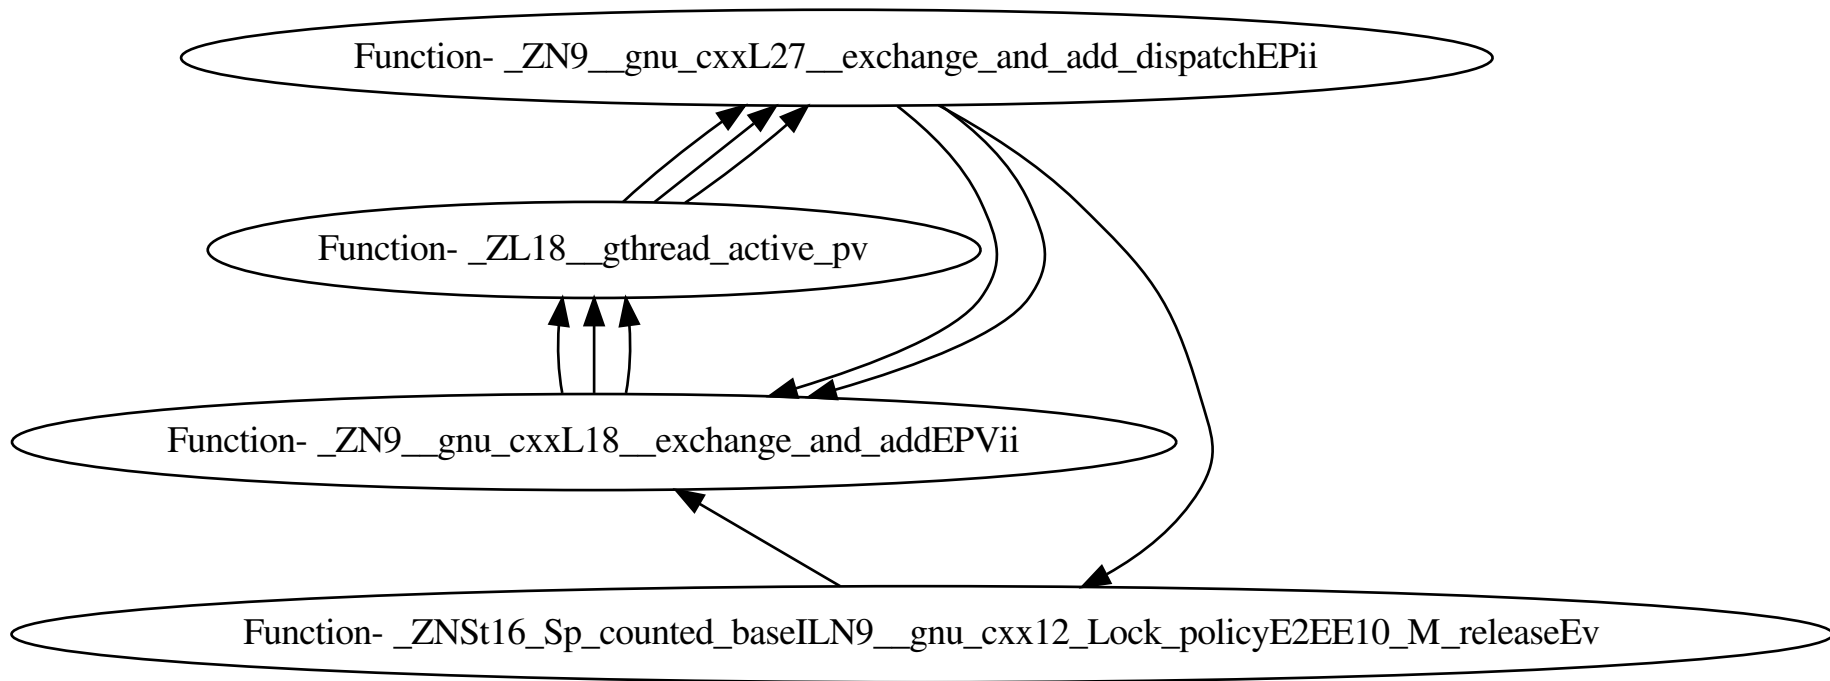 Function- _ZN9__gnu_cxxL27__exchange_and_add_dispatchEPii
Function- _ZL18__gthread_active_pv
Function- _ZN9__gnu_cxxL18__exchange_and_addEPVii
Function- _ZNSt16_Sp_counted_baseILN9__gnu_cxx12_Lock_policyE2EE10_M_releaseEv